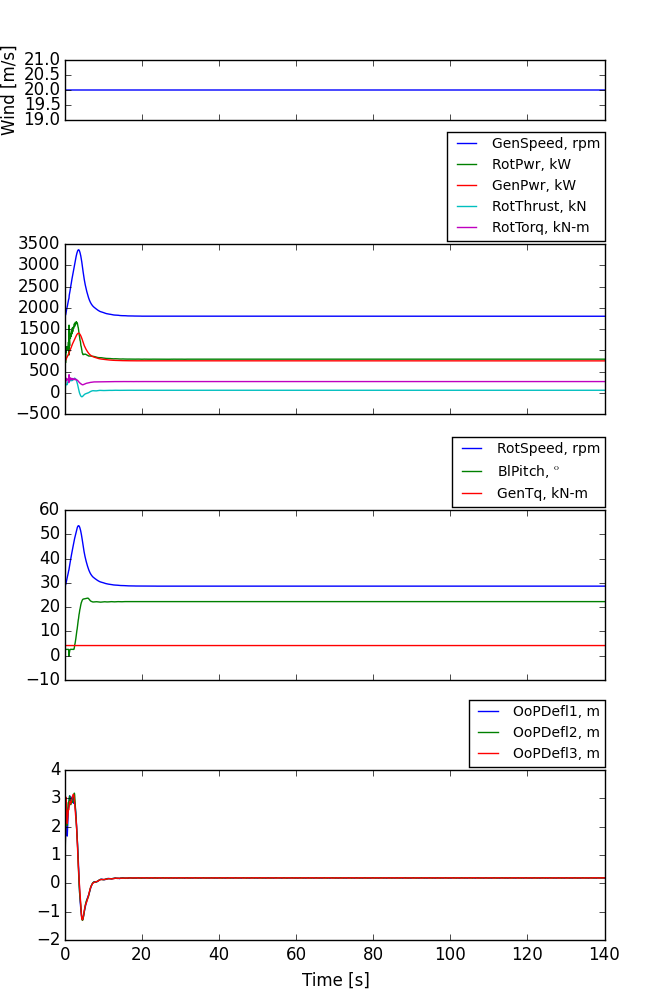 Wind [m/s]
21.0
20.5
20.0
19.5
19.0
GenSpeed, rpm
RotPwr, kW
GenPwr, kW
RotThrust, kN
RotTorq, kN-m
3500
3000
2500
2000
1500
1000
500
0
−500
RotSpeed, rpm
BlPitch, °
GenTq, kN-m
60
50
40
30
20
10
0
−10
OoPDefl1, m
OoPDefl2, m
OoPDefl3, m
4
3
2
1
0
−1
−2
0 20 40 60 80 100 120 140
Time [s]